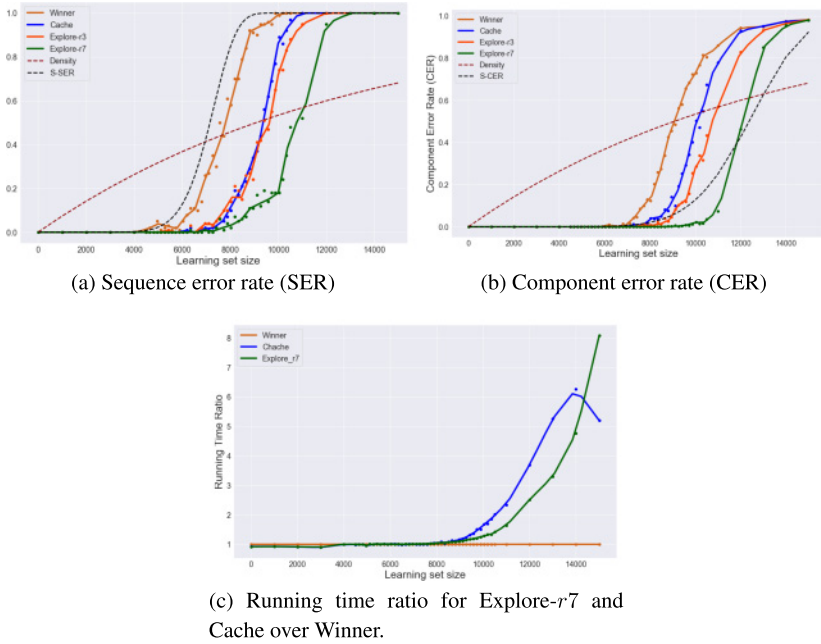 1.0
0.8
0.6
0.4
0.2
0.0
Winner
Cache
Explore-r3
Explore-r7
Density
S-SER
0 2000 4000 6000 8000 10000 12000 14000
Learning set size
(a) Sequence error rate (SER)
Component Error Rate (CER)
1.0
0.8
0.6
0.4
0.2
0.0
Winner
Cache
Explore-r3
Explore-r7
Density
S-CER
0 2000 4000 6000 8000 10000 12000 14000
Learning set size
(b) Component error rate (CER)
Running Time Ratio
8
7
6
5
4
3
2
1
Winner
Chache
Explore_r7
0 2000 4000 6000 8000 10000 12000 14000
Learning set size
(c) Running time ratio for Explore-r7 and
Cache over Winner.